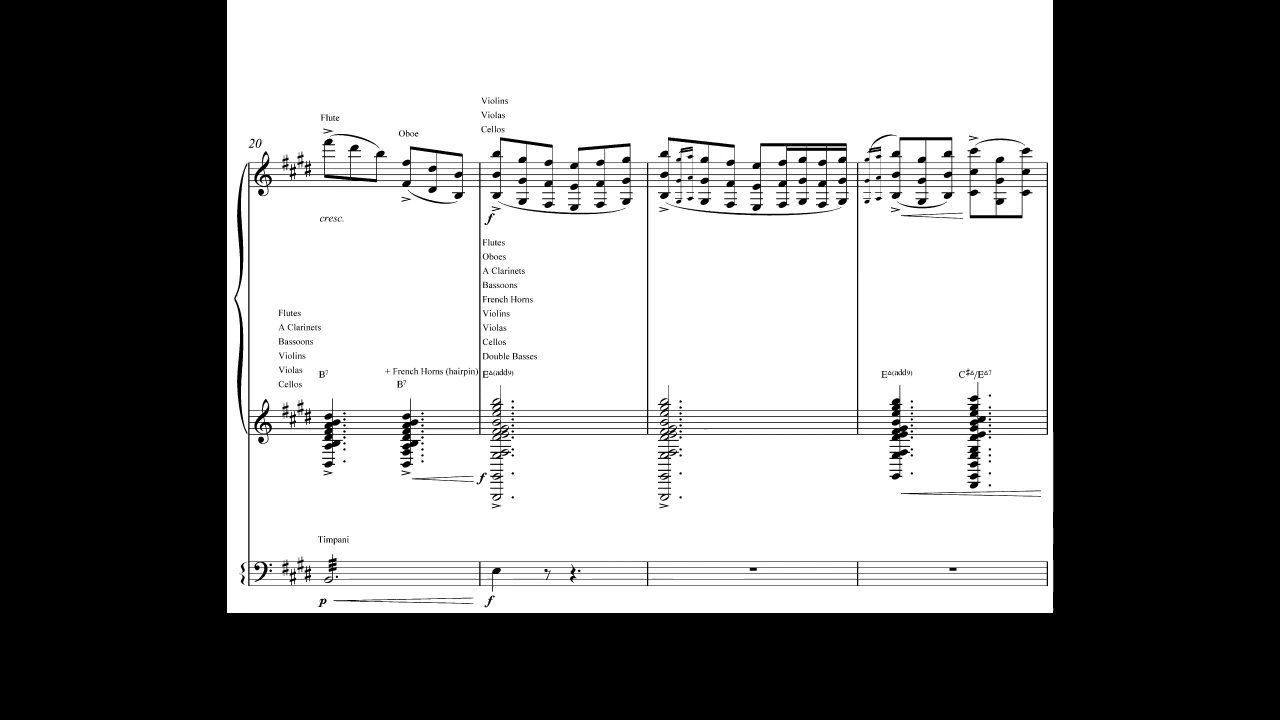 Violins
Violas
Cellos
Flute
Oboe
20
cresc.
f
Flutes
Oboes
A Clarinets
Bassoons
French Horns
Violins
Violas
Cellos
Double Basses
Flutes
A Clarinets
Bassoons
Violins
Violas
Cellos
B7
+ French Horns (hairpin)
B7
EΔ(add9)
EΔ(add9)
C♯Δ/EΔ7
f
Timpani
p
f